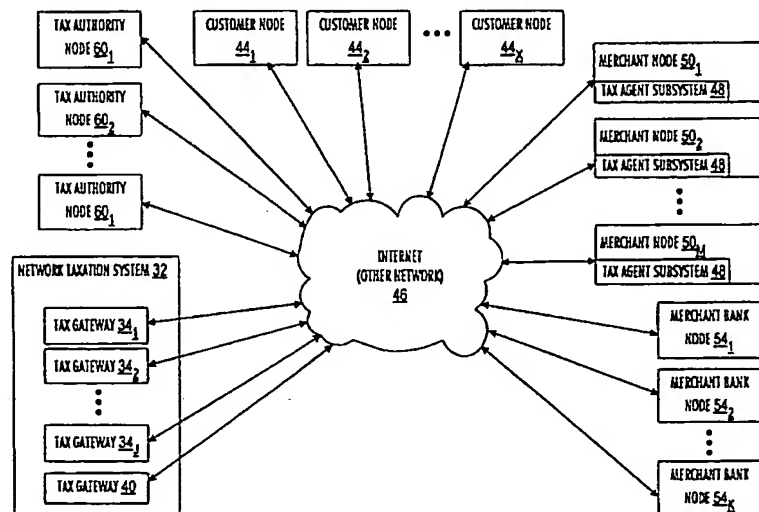 TAX AUTHORITY
NODE 60₁
TAX AUTHORITY
NODE 60₂
TAX AUTHORITY
NODE 60₁
CUSTOMER NODE
44₁
CUSTOMER NODE
44₂
CUSTOMER NODE
44ₓ
MERCHANT NODE 50₁
TAX AGENT SUBSYSTEM 48
MERCHANT NODE 50₂
TAX AGENT SUBSYSTEM 48
MERCHANT NODE 50M
TAX AGENT SUBSYSTEM 48
INTERNET
(OTHER NETWORK)
46
NETWORK TAXATION SYSTEM 32
TAX GATEWAY 34₁
TAX GATEWAY 34₂
TAX GATEWAY 34J
TAX GATEWAY 40
MERCHANT BANK
NODE 54₁
MERCHANT BANK
NODE 54₂
MERCHANT BANK
NODE 54K